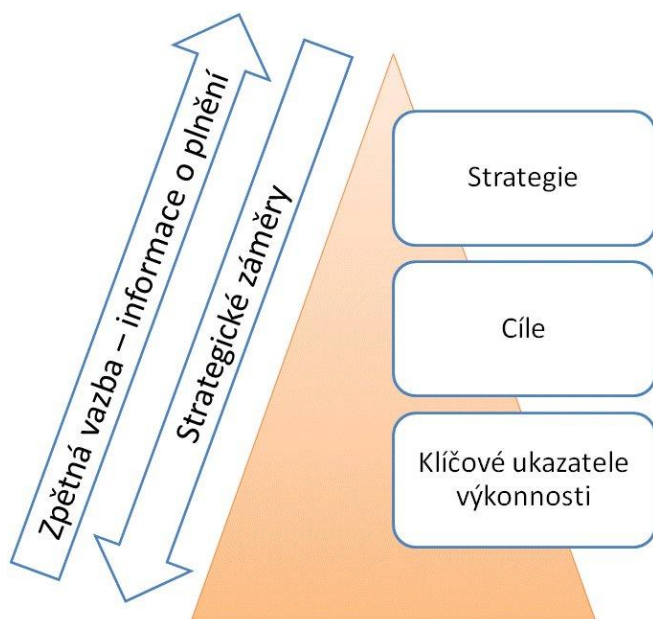 Zpětná vazba – informace o plnění
Strategické záměry
Strategie
Cíle
Klíčové ukazatele
výkonnosti